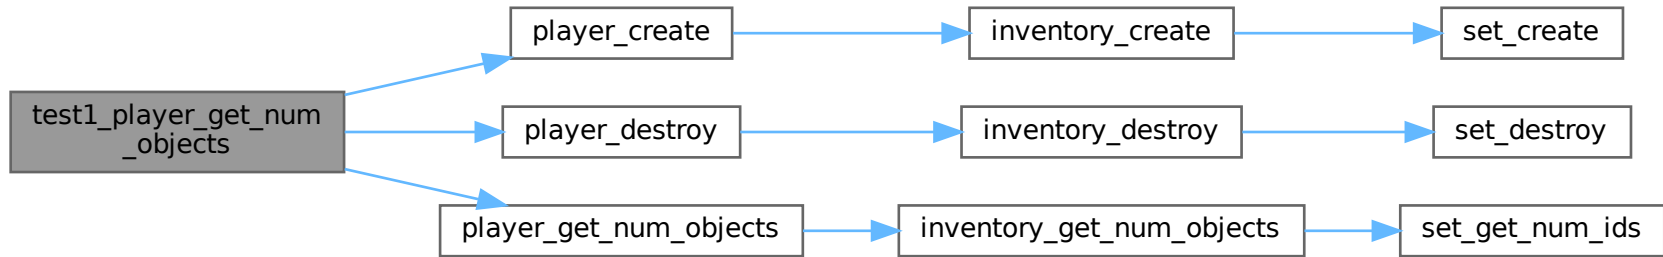 player_create
inventory_create
set_create
test1_player_get_num
_objects
player_destroy
inventory_destroy
set_destroy
player_get_num_objects
inventory_get_num_objects
set_get_num_ids